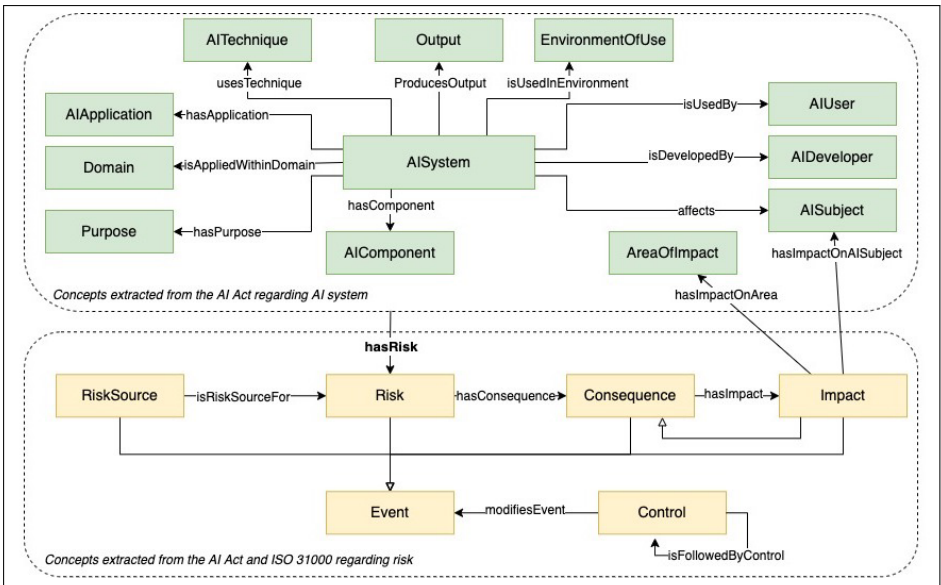 AITechnique
Output
EnvironmentOfUse
usesTechnique
ProducesOutput
isUsedInEnvironment
AIApplication
hasApplication
isUsedBy
AIUser
Domain
isAppliedWithinDomain
AISystem
isDevelopedBy
AIDeveloper
hasComponent
Purpose
hasPurpose
affects
AISubject
AIComponent
AreaOfImpact
hasImpactOnAISubject
Concepts extracted from the AI Act regarding AI system
hasImpactOnArea
hasRisk
RiskSource
isRiskSourceFor
Risk
hasConsequence
Consequence
hasImpact
Impact
Event
modifiesEvent
Control
isFollowedByControl
Concepts extracted from the AI Act and ISO 31000 regarding risk